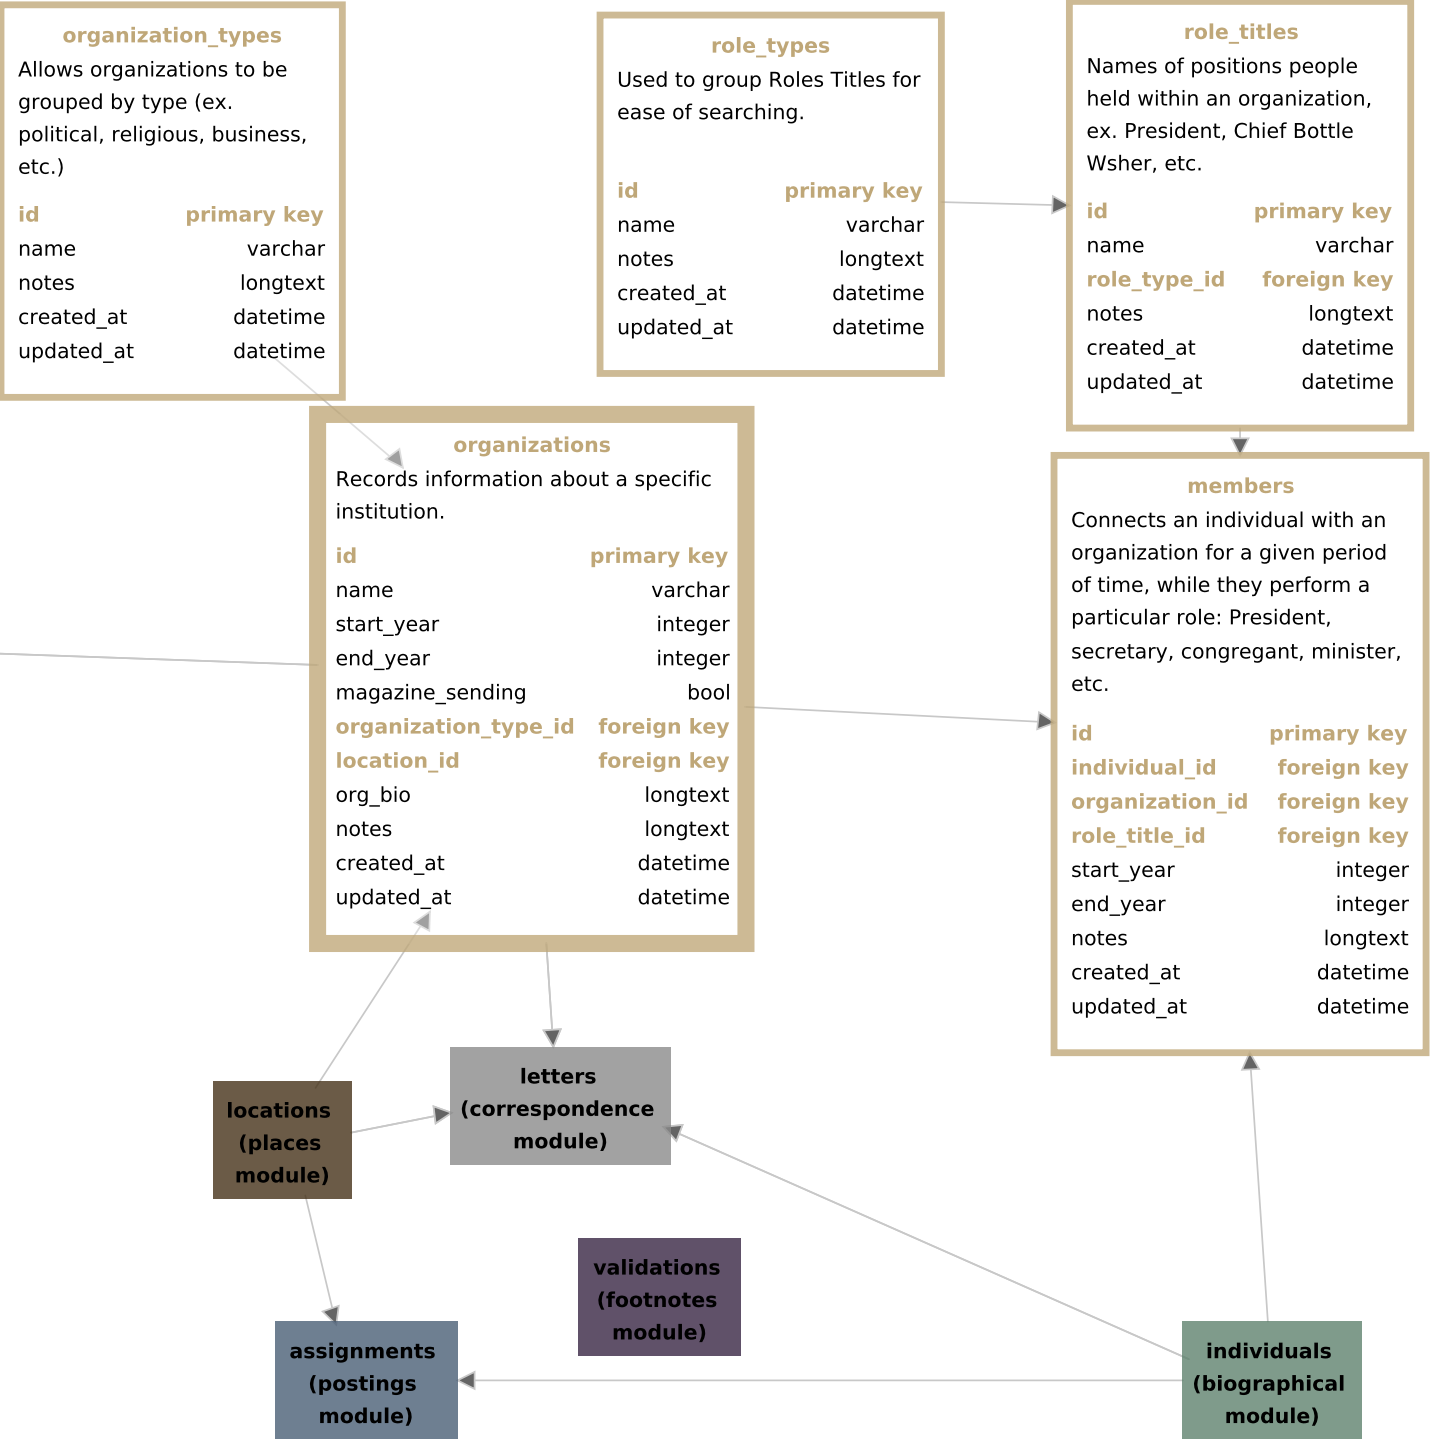 organization_types
Allows organizations to be
grouped by type (ex.
political, religious, business,
etc.)
id primary key
name varchar
notes longtext
created_at datetime
updated_at datetime
role_types
Used to group Roles Titles for
ease of searching.
id primary key
name varchar
notes longtext
created_at datetime
updated_at datetime
role_titles
Names of positions people
held within an organization,
ex. President, Chief Bottle
Wsher, etc.
id primary key
name varchar
role_type_id foreign key
notes longtext
created_at datetime
updated_at datetime
organizations
Records information about a specific
institution.
id primary key
name varchar
start_year integer
end_year integer
magazine_sending bool
organization_type_id foreign key
location_id foreign key
org_bio longtext
notes longtext
created_at datetime
updated_at datetime
members
Connects an individual with an
organization for a given period
of time, while they perform a
particular role: President,
secretary, congregant, minister,
etc.
id primary key
individual_id foreign key
organization_id foreign key
role_title_id foreign key
start_year integer
end_year integer
notes longtext
created_at datetime
updated_at datetime
locations
(places
module)
letters
(correspondence
module)
validations
(footnotes
module)
assignments
(postings
module)
individuals
(biographical
module)